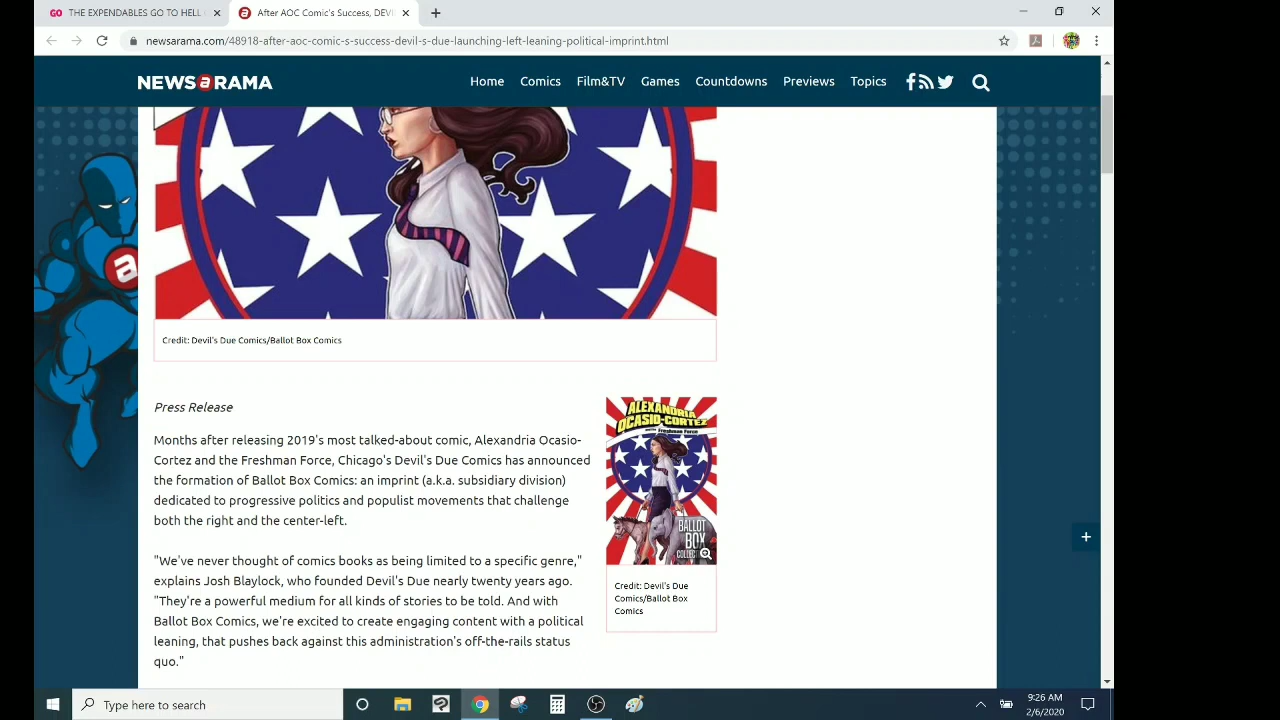 THE EXPENDABLES GO TO HELL
After AOC Comic's Success, DEVI
newsarama.com/48918-after-aoc-comic-s-success-devil-s-due-launching-left-leaning-political-imprint.html
NEWSaRAMA
Home Comics Film&TV Games Countdowns Previews Topics
Credit: Devil's Due Comics/Ballot Box Comics
Press Release
Months after releasing 2019's most talked-about comic, Alexandria Ocasio-
Cortez and the Freshman Force, Chicago's Devil's Due Comics has announced
the formation of Ballot Box Comics: an imprint (a.k.a. subsidiary division)
dedicated to progressive politics and populist movements that challenge
both the right and the center-left.
"We've never thought of comics books as being limited to a specific genre,"
explains Josh Blaylock, who founded Devil's Due nearly twenty years ago.
"They're a powerful medium for all kinds of stories to be told. And with
Ballot Box Comics, we're excited to create engaging content with a political
leaning, that pushes back against this administration's off-the-rails status
quo."
ALEXANDRIA
OCASIO-CORTEZ
Freshman Force
BALLOT
BOX
Credit: Devil's Due
Comics/Ballot Box
Comics
Type here to search
9:26 AM
2/6/2020